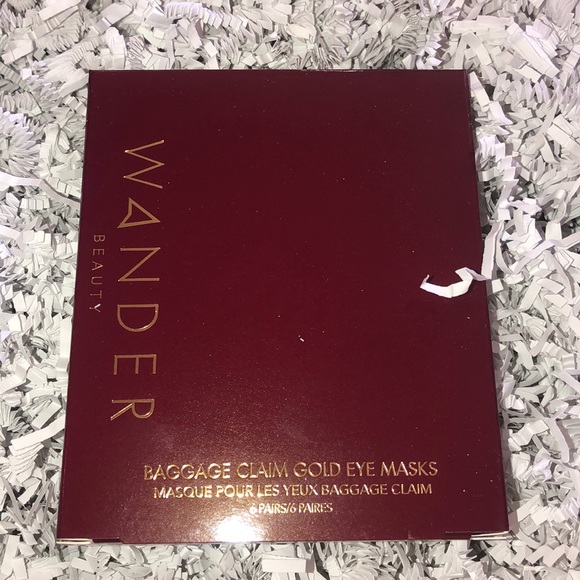 WANDER
BEAUTY
BAGGAGE CLAIM GOLD EYE MASKS
MASQUE POUR LES YEUX BAGGAGE CLAIM
6 PAIRS/6 PAIRES